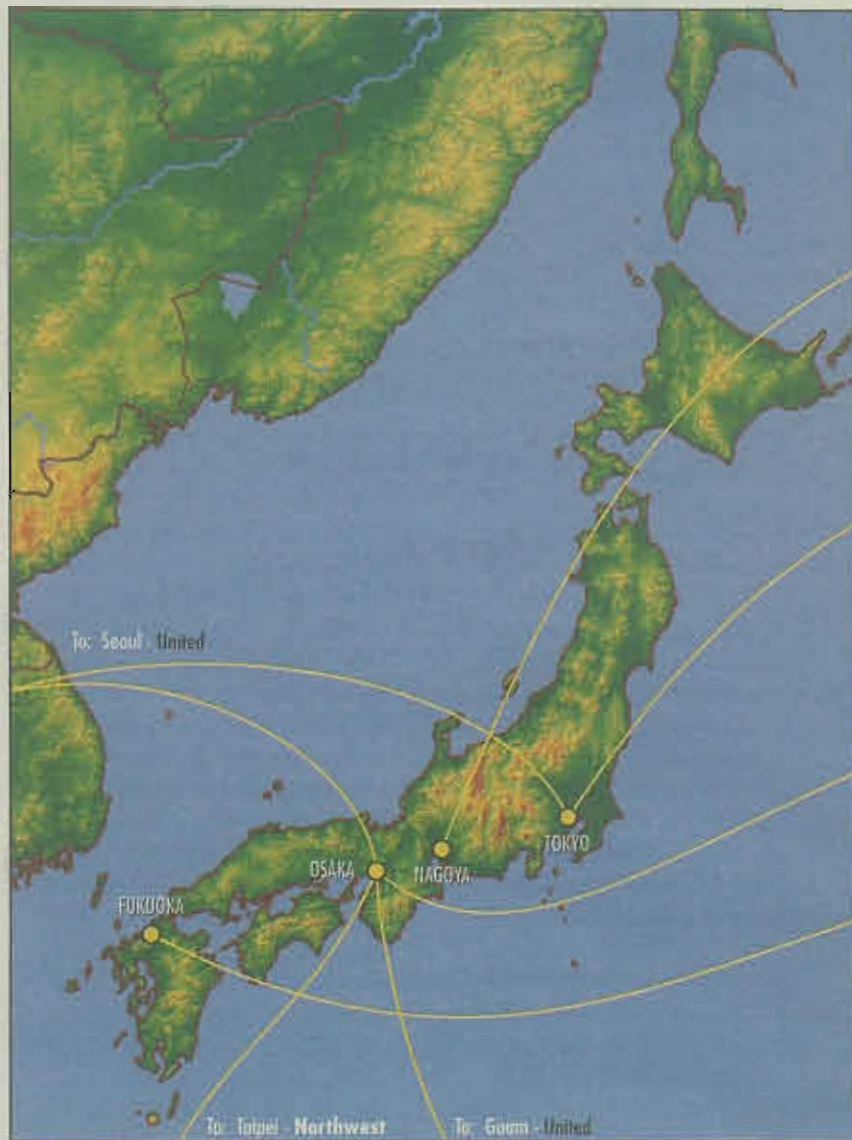 To: Seoul - United
TOKYO
OSAKA
NAGOYA
FUKUOKA
To: Taipei - Northwest
To: Guam - United